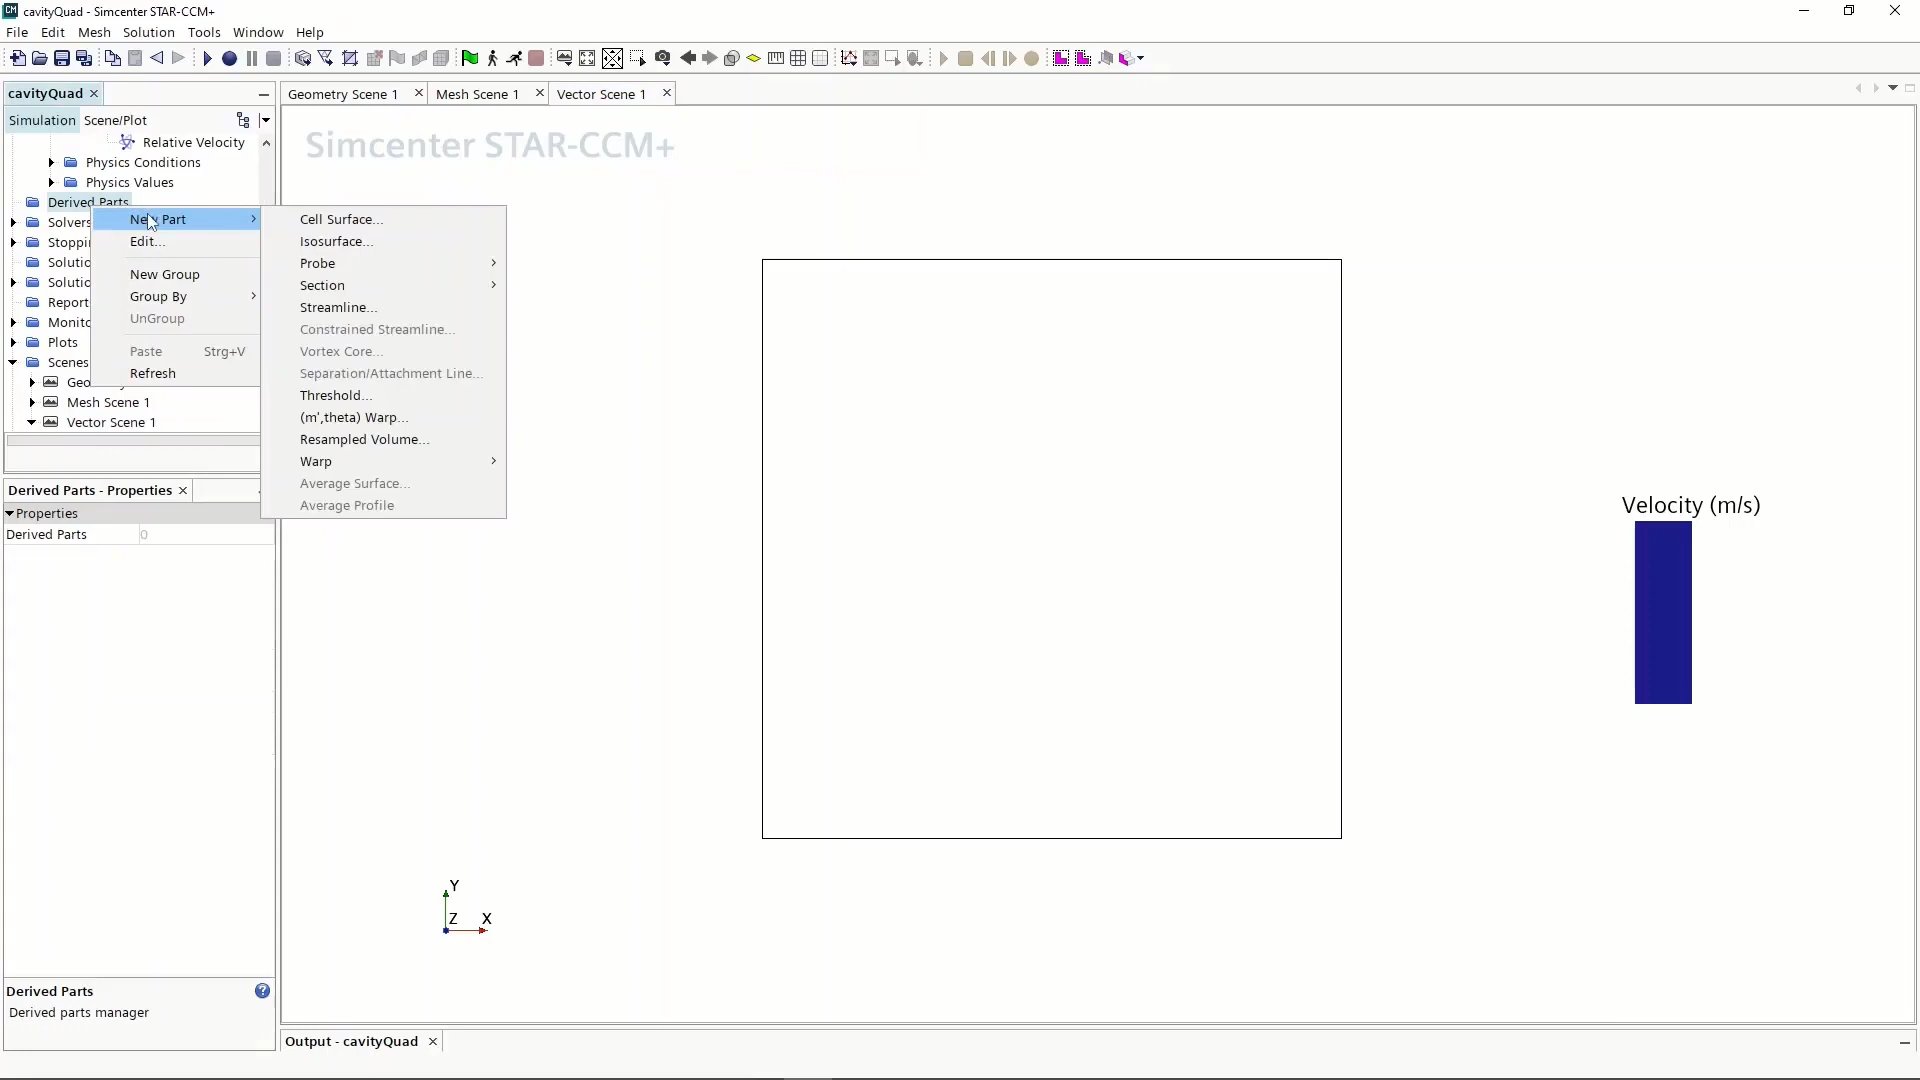 cavityQuad - Simcenter STAR-CCM+
File Edit Mesh Solution Tools Window Help
cavityQuad
Geometry Scene 1
Mesh Scene 1
Vector Scene 1
Simulation
Scene/Plot
Simcenter STAR-CCM+
Relative Velocity
Physics Conditions
Physics Values
Derived Parts
Solvers
Stoppi
Solutio
Solutio
Report
Monito
Plots
Scenes
Mesh Scene 1
Vector Scene 1
New Part
Edit...
New Group
Group By
UnGroup
Paste Strg+V
Refresh
Cell Surface...
Isosurface...
Probe
Section
Streamline...
Constrained Streamline...
Vortex Core...
Separation/Attachment Line...
Threshold...
(m',theta) Warp...
Resampled Volume...
Warp
Average Surface...
Average Profile
Derived Parts - Properties
Properties
Derived Parts 0
Velocity (m/s)
Y
Z X
Derived Parts
Derived parts manager
Output - cavityQuad